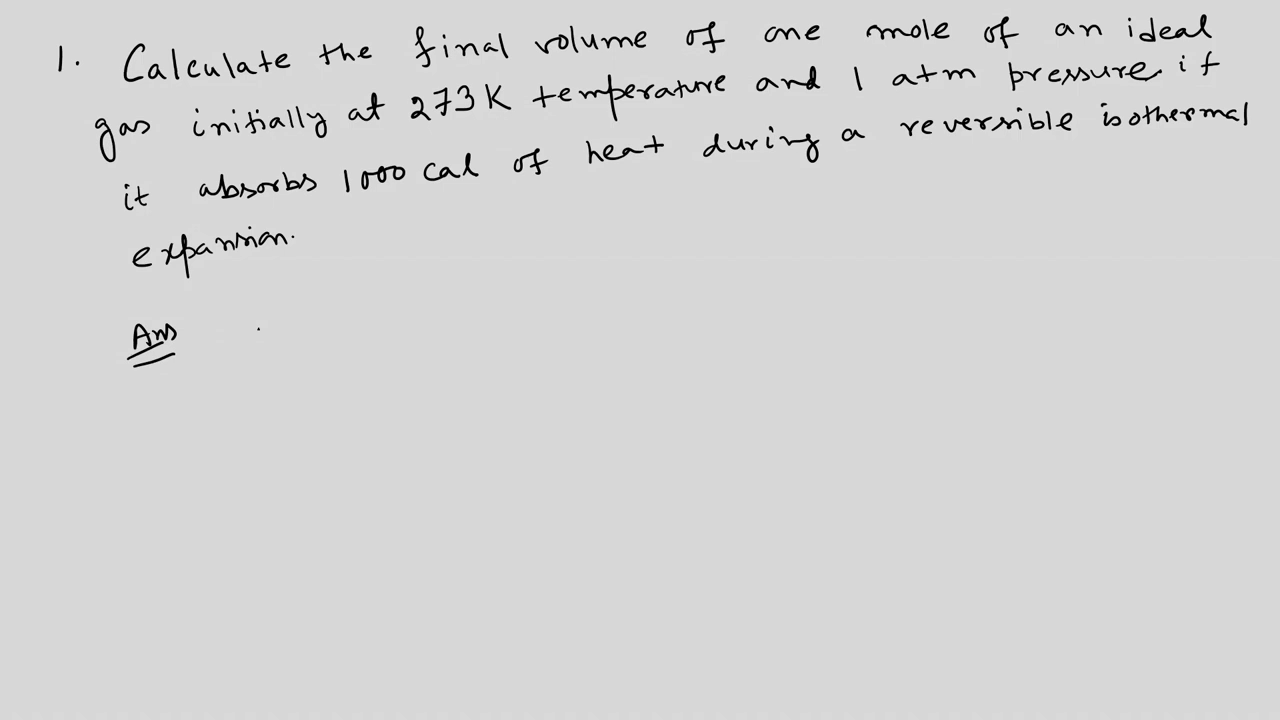 1. Calculate the final volume of one mole of an ideal
gas initially at 273K temperature and 1 atm pressure if
it absorbs 1000 cal of heat during a reversible isothermal
expansion.
Ans